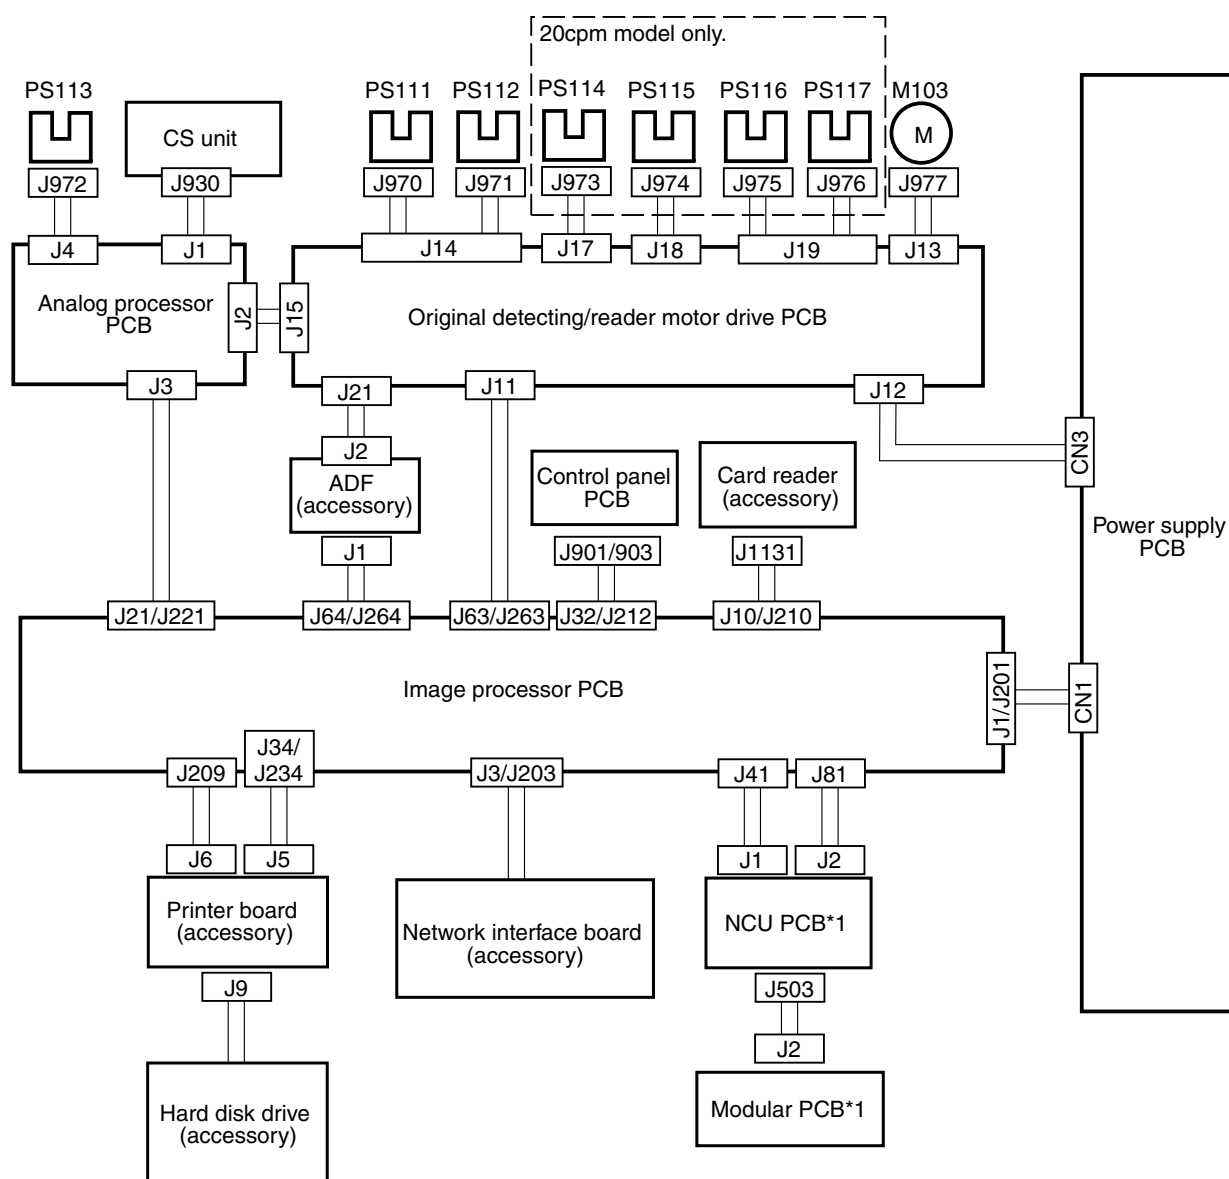 20cpm model only.
PS113
PS111
PS112
PS114
PS115
PS116
PS117
M103
CS unit
M
J972
J930
J970
J971
J973
J974
J975
J976
J977
J4
J1
J14
J17
J18
J19
J13
Analog processor
PCB
J2
J15
Original detecting/reader motor drive PCB
J3
J21
J11
J12
J2
ADF
(accessory)
Control panel
PCB
Card reader
(accessory)
CN3
Power supply
PCB
J1
J901/903
J1131
J21/J221
J64/J264
J63/J263
J32/J212
J10/J210
Image processor PCB
J1/J201
CN1
J209
J34/
J234
J3/J203
J41
J81
J6
J5
J1
J2
Printer board
(accessory)
Network interface board
(accessory)
NCU PCB*1
J9
J503
J2
Hard disk drive
(accessory)
Modular PCB*1